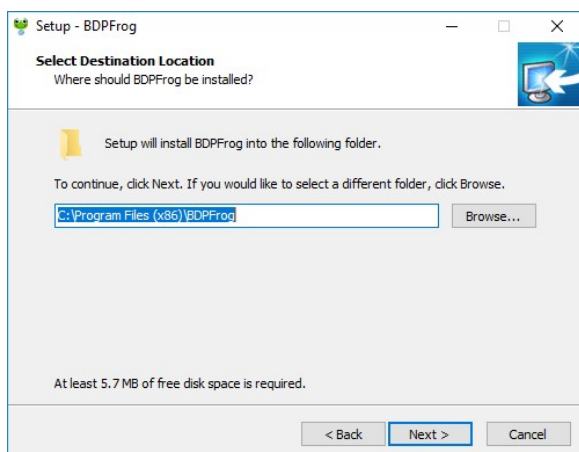 Setup - BDPFrog
Select Destination Location
Where should BDPFrog be installed?
Setup will install BDPFrog into the following folder.
To continue, click Next. If you would like to select a different folder, click Browse.
C:\Program Files (x86)\BDPFrog
Browse...
At least 5.7 MB of free disk space is required.
< Back Next > Cancel